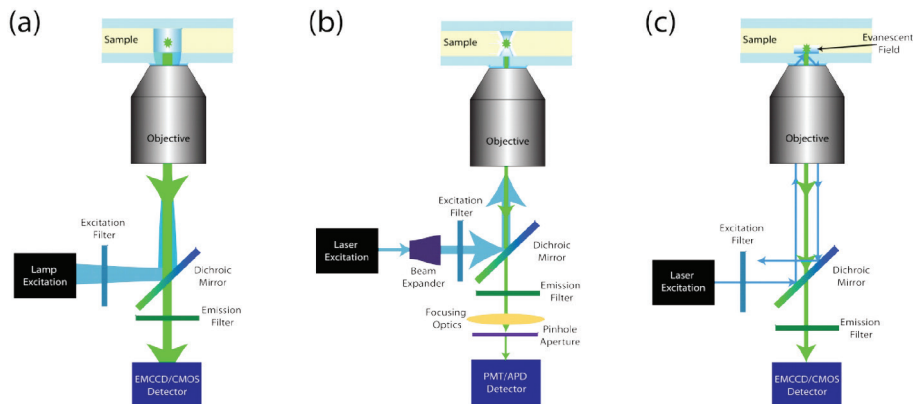 (a)
Sample
Objective
Excitation
Filter
Lamp
Excitation
Dichroic
Mirror
Emission
Filter
EMCCD/CMOS
Detector
(b)
Sample
Objective
Excitation
Filter
Laser
Excitation
Beam
Expander
Dichroic
Mirror
Emission
Filter
Focusing
Optics
Pinhole
Aperture
PMT/APD
Detector
(c)
Sample
Evanescent
Field
Objective
Excitation
Filter
Laser
Excitation
Dichroic
Mirror
Emission
Filter
EMCCD/CMOS
Detector